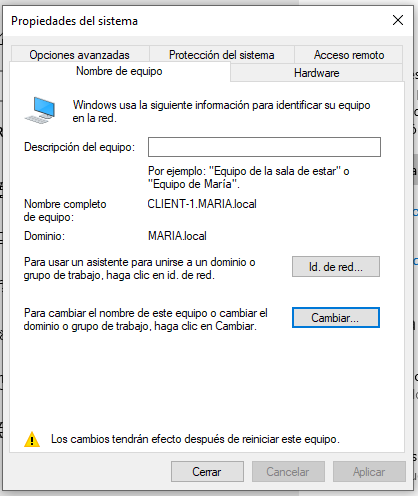 Propiedades del sistema
Opciones avanzadas
Protección del sistema
Acceso remoto
Nombre de equipo
Hardware
Windows usa la siguiente información para identificar su equipo
en la red.
Descripción del equipo:
Por ejemplo: "Equipo de la sala de estar" o
"Equipo de María".
Nombre completo
de equipo:
CLIENT-1.MARIA.local
Dominio:
MARIA.local
Para usar un asistente para unirse a un dominio o
grupo de trabajo, haga clic en id. de red.
Id. de red...
Para cambiar el nombre de este equipo o cambiar el
dominio o grupo de trabajo, haga clic en Cambiar.
Cambiar...
Los cambios tendrán efecto después de reiniciar este equipo.
Cerrar
Cancelar
Aplicar